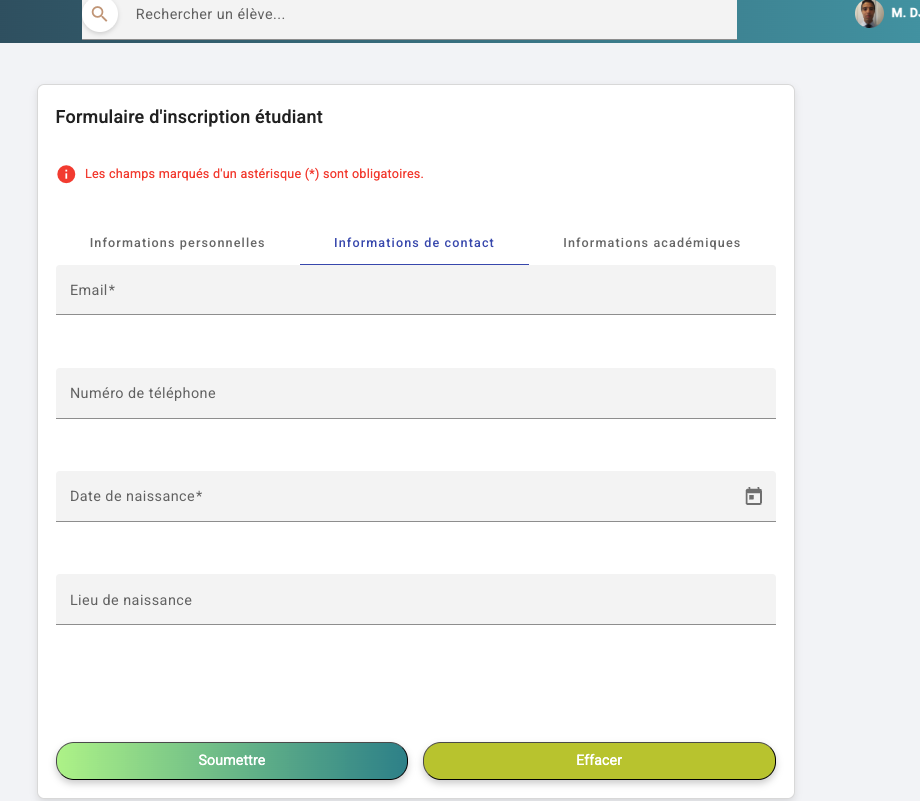 Rechercher un élève...
M. D
Formulaire d'inscription étudiant
Les champs marqués d'un astérisque (*) sont obligatoires.
Informations personnelles
Informations de contact
Informations académiques
Email*
Numéro de téléphone
Date de naissance*
Lieu de naissance
Soumettre
Effacer